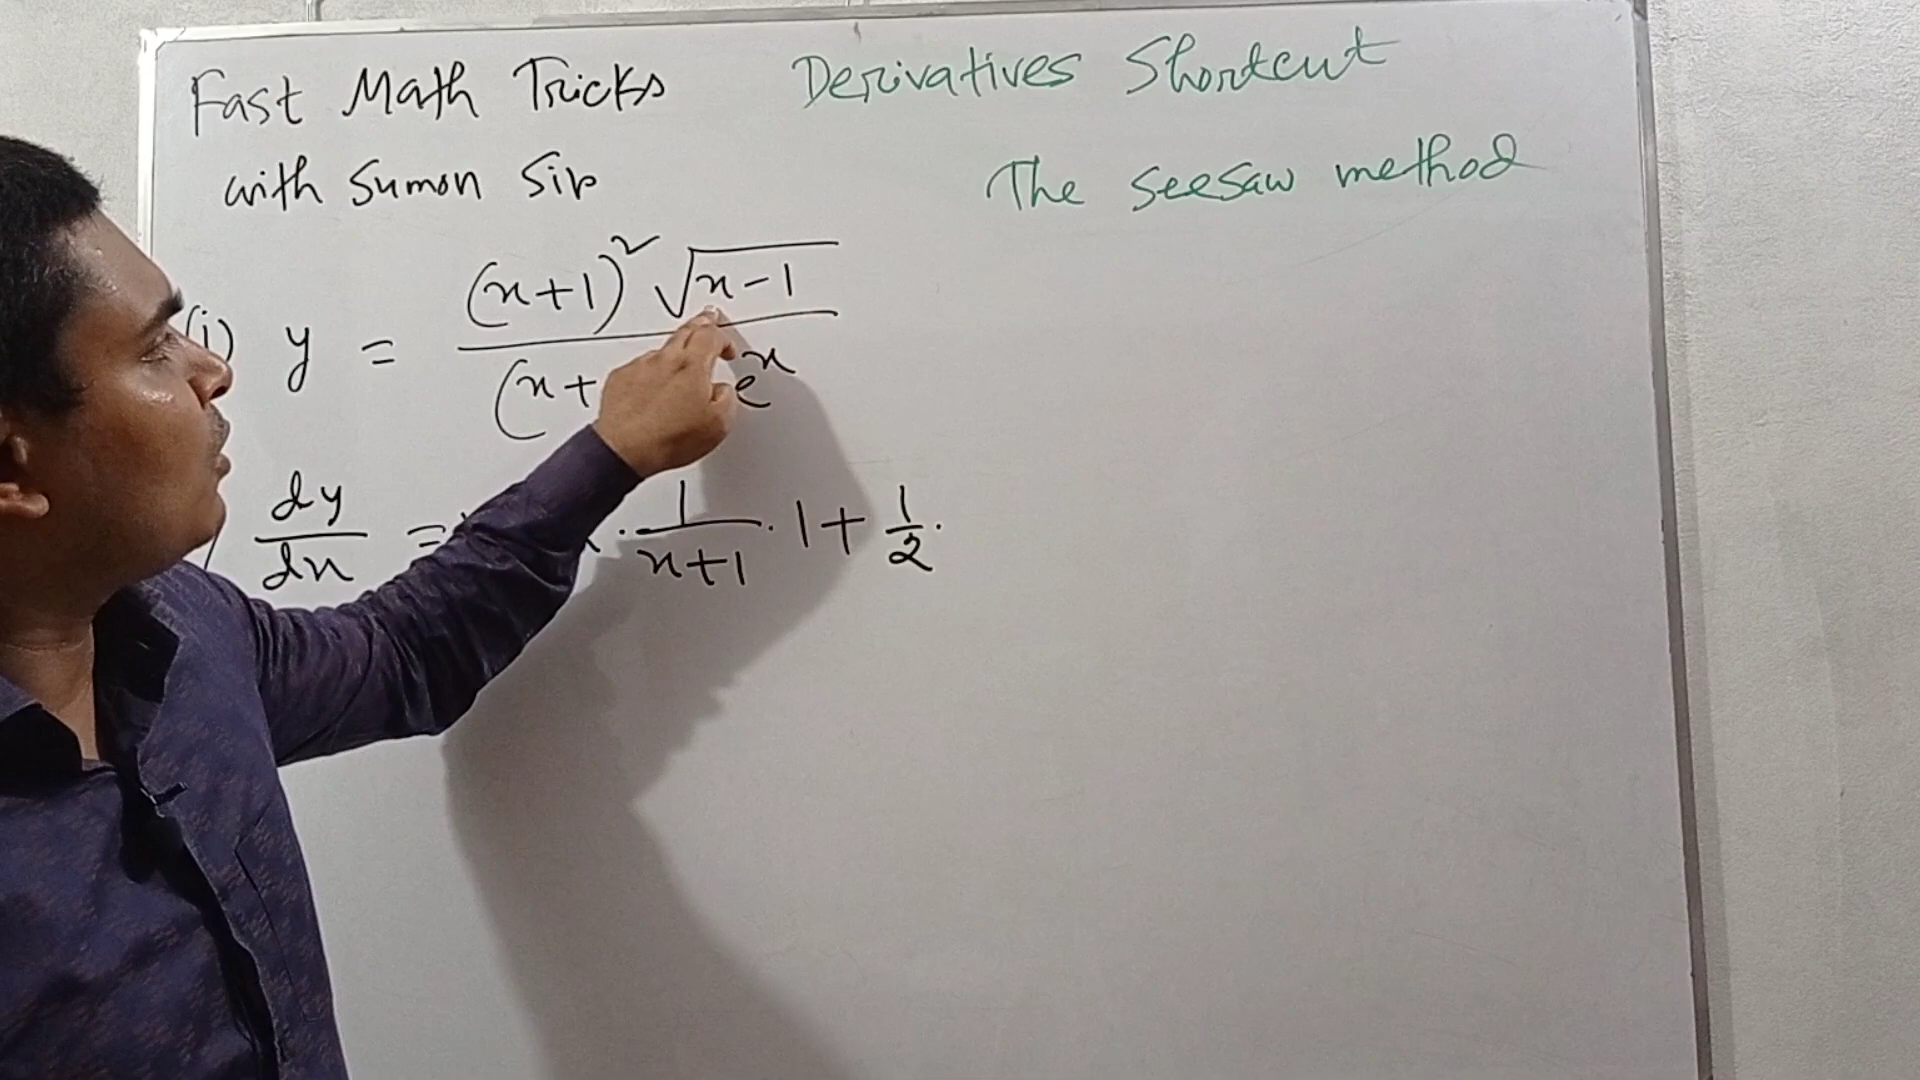 Fast Math Tricks Derivatives Shortcut
with Sumon Sir The seesaw method
(i) y = (x+1)² √(x-1)
(x+ eˣ
dy/dx = · 1/(x+1) · 1 + 1/2 ·